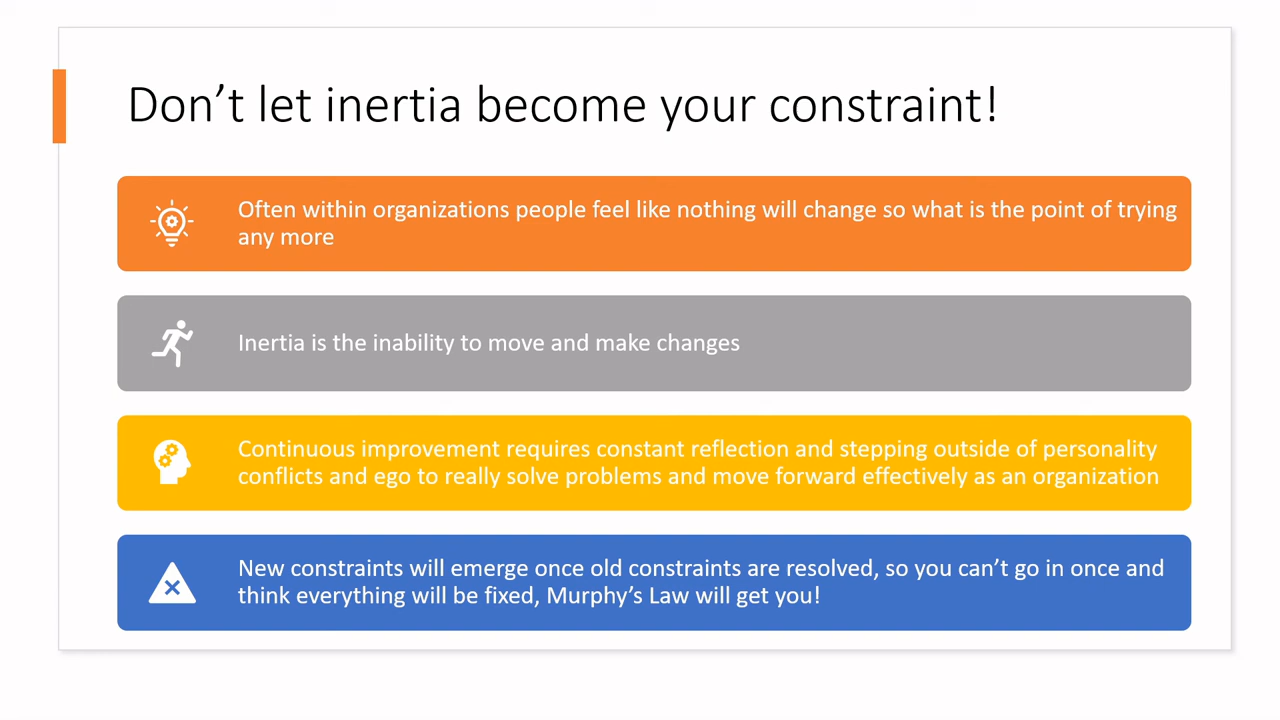 Don’t let inertia become your constraint!
Often within organizations people feel like nothing will change so what is the point of trying
any more
Inertia is the inability to move and make changes
Continuous improvement requires constant reflection and stepping outside of personality
conflicts and ego to really solve problems and move forward effectively as an organization
New constraints will emerge once old constraints are resolved, so you can’t go in once and
think everything will be fixed, Murphy’s Law will get you!